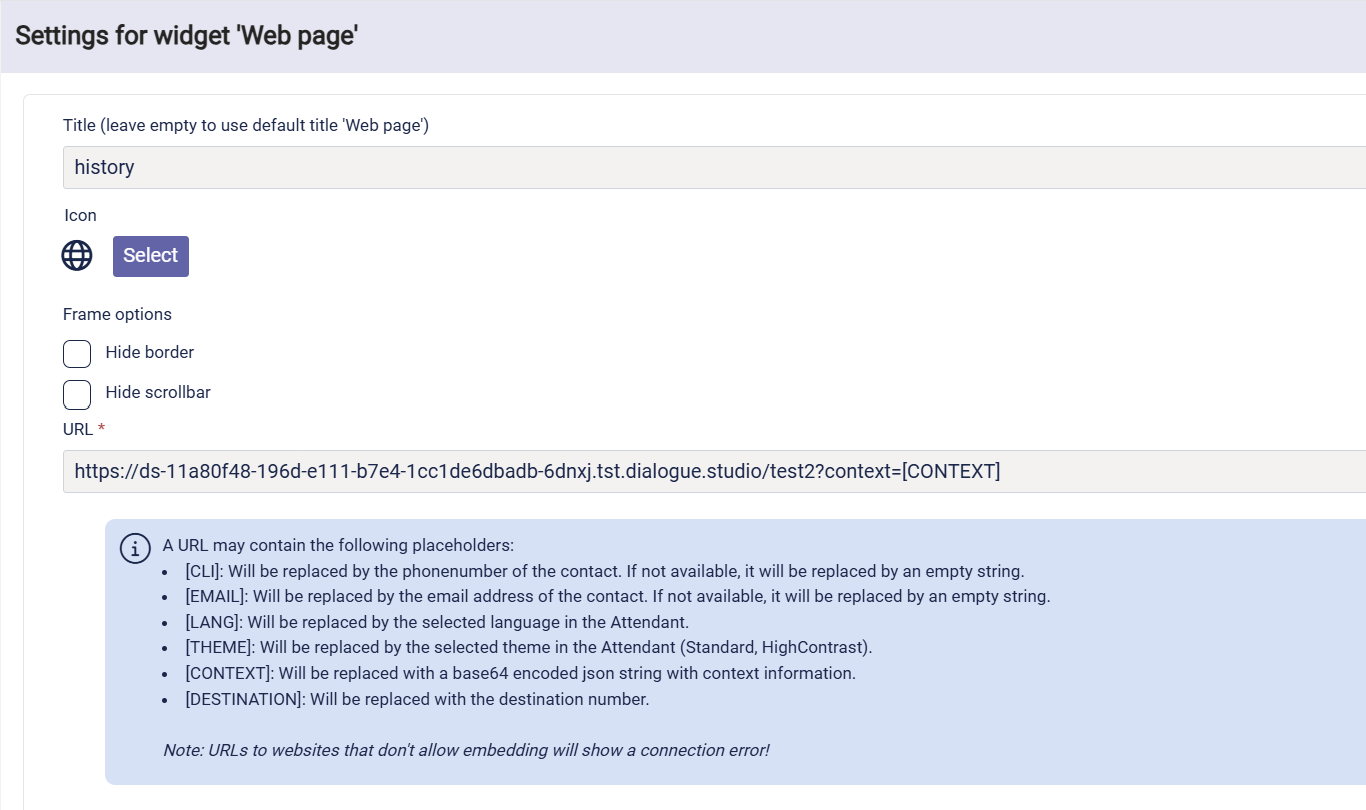 Settings for widget 'Web page'
Title (leave empty to use default title 'Web page')
history
Icon
Select
Frame options
Hide border
Hide scrollbar
URL *
https://ds-11a80f48-196d-e111-b7e4-1cc1de6dbadb-6dnxj.tst.dialogue.studio/test2?context=[CONTEXT]
A URL may contain the following placeholders:
• [CLI]: Will be replaced by the phonenumber of the contact. If not available, it will be replaced by an empty string.
• [EMAIL]: Will be replaced by the email address of the contact. If not available, it will be replaced by an empty string.
• [LANG]: Will be replaced by the selected language in the Attendant.
• [THEME]: Will be replaced by the selected theme in the Attendant (Standard, HighContrast).
• [CONTEXT]: Will be replaced with a base64 encoded json string with context information.
• [DESTINATION]: Will be replaced with the destination number.
Note: URLs to websites that don't allow embedding will show a connection error!